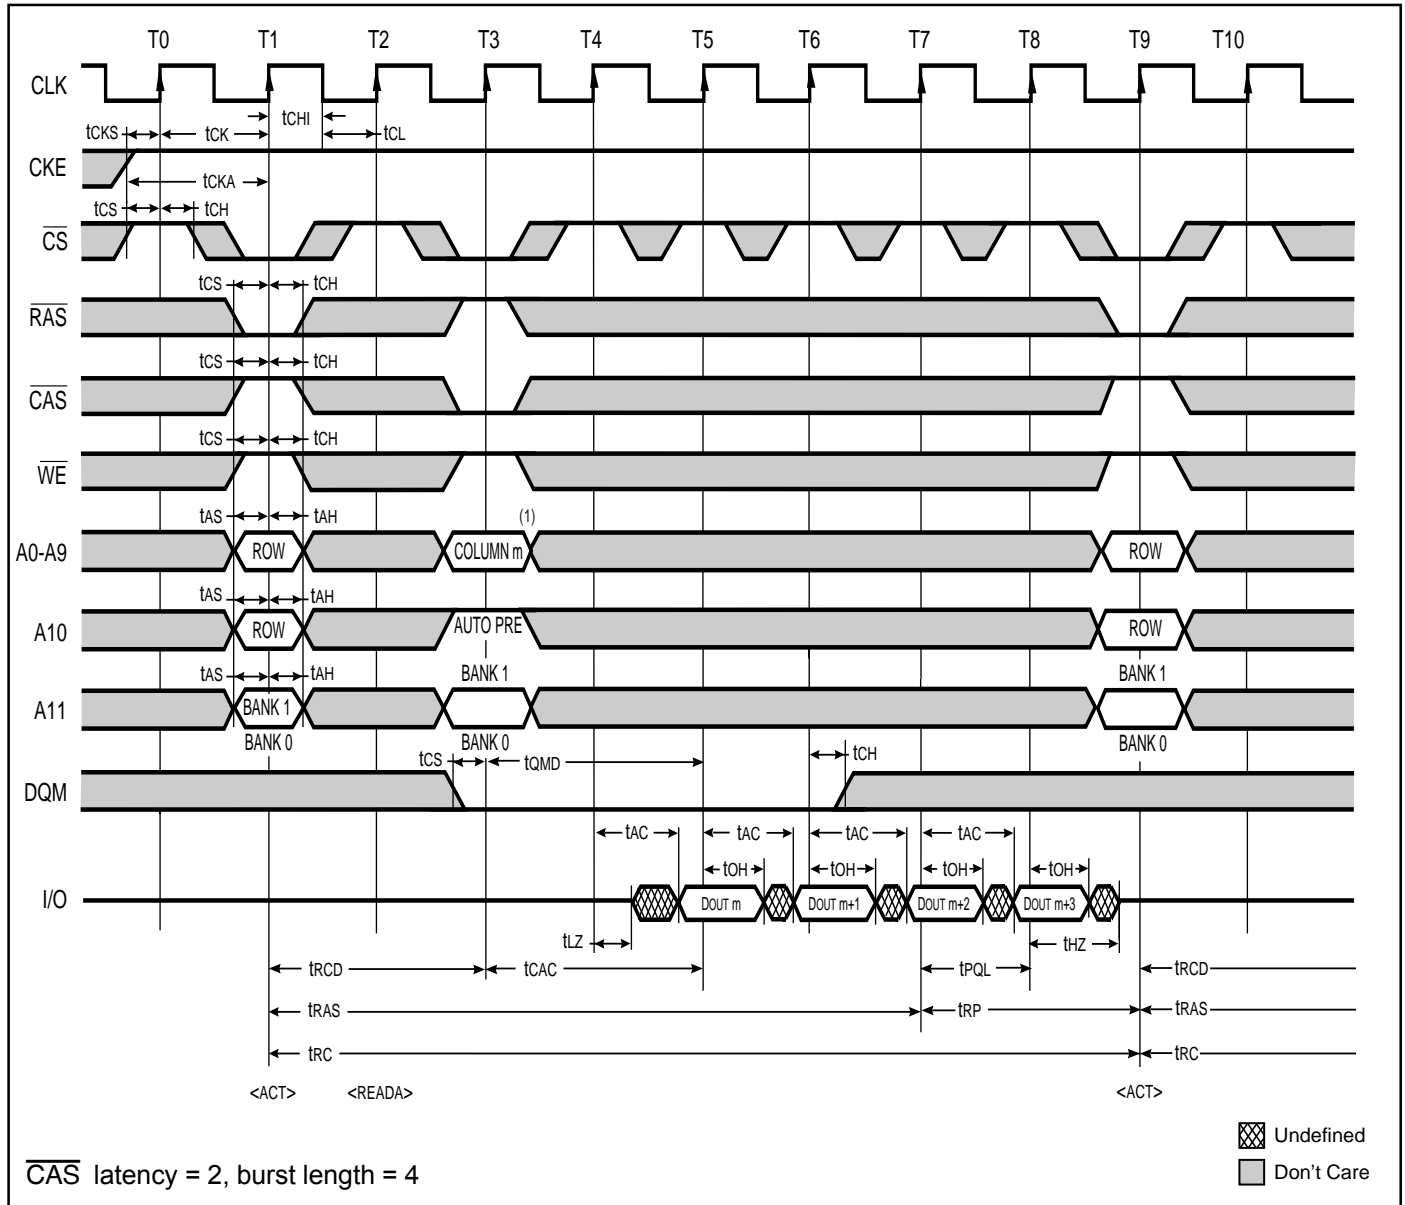 T0 T1 T2 T3 T4 T5 T6 T7 T8 T9 T10
CLK
tCHI
tCKS tCK tCL
CKE
tCKA
tCS tCH
CS
tCS tCH
RAS
tCS tCH
CAS
tCS tCH
WE
tAS tAH (1)
A0-A9 ROW COLUMN m ROW
tAS tAH
A10 ROW AUTO PRE ROW
tAS tAH BANK 1 BANK 1
A11 BANK 1
BANK 0 BANK 0 BANK 0
tCS tQMD tCH
DQM
tAC tAC tAC tAC
tOH tOH tOH tOH
I/O DOUT m DOUT m+1 DOUT m+2 DOUT m+3
tLZ tHZ
tRCD tCAC tPQL tRCD
tRAS tRP tRAS
tRC tRC
<ACT> <READA> <ACT>
Undefined
CAS latency = 2, burst length = 4
Don't Care